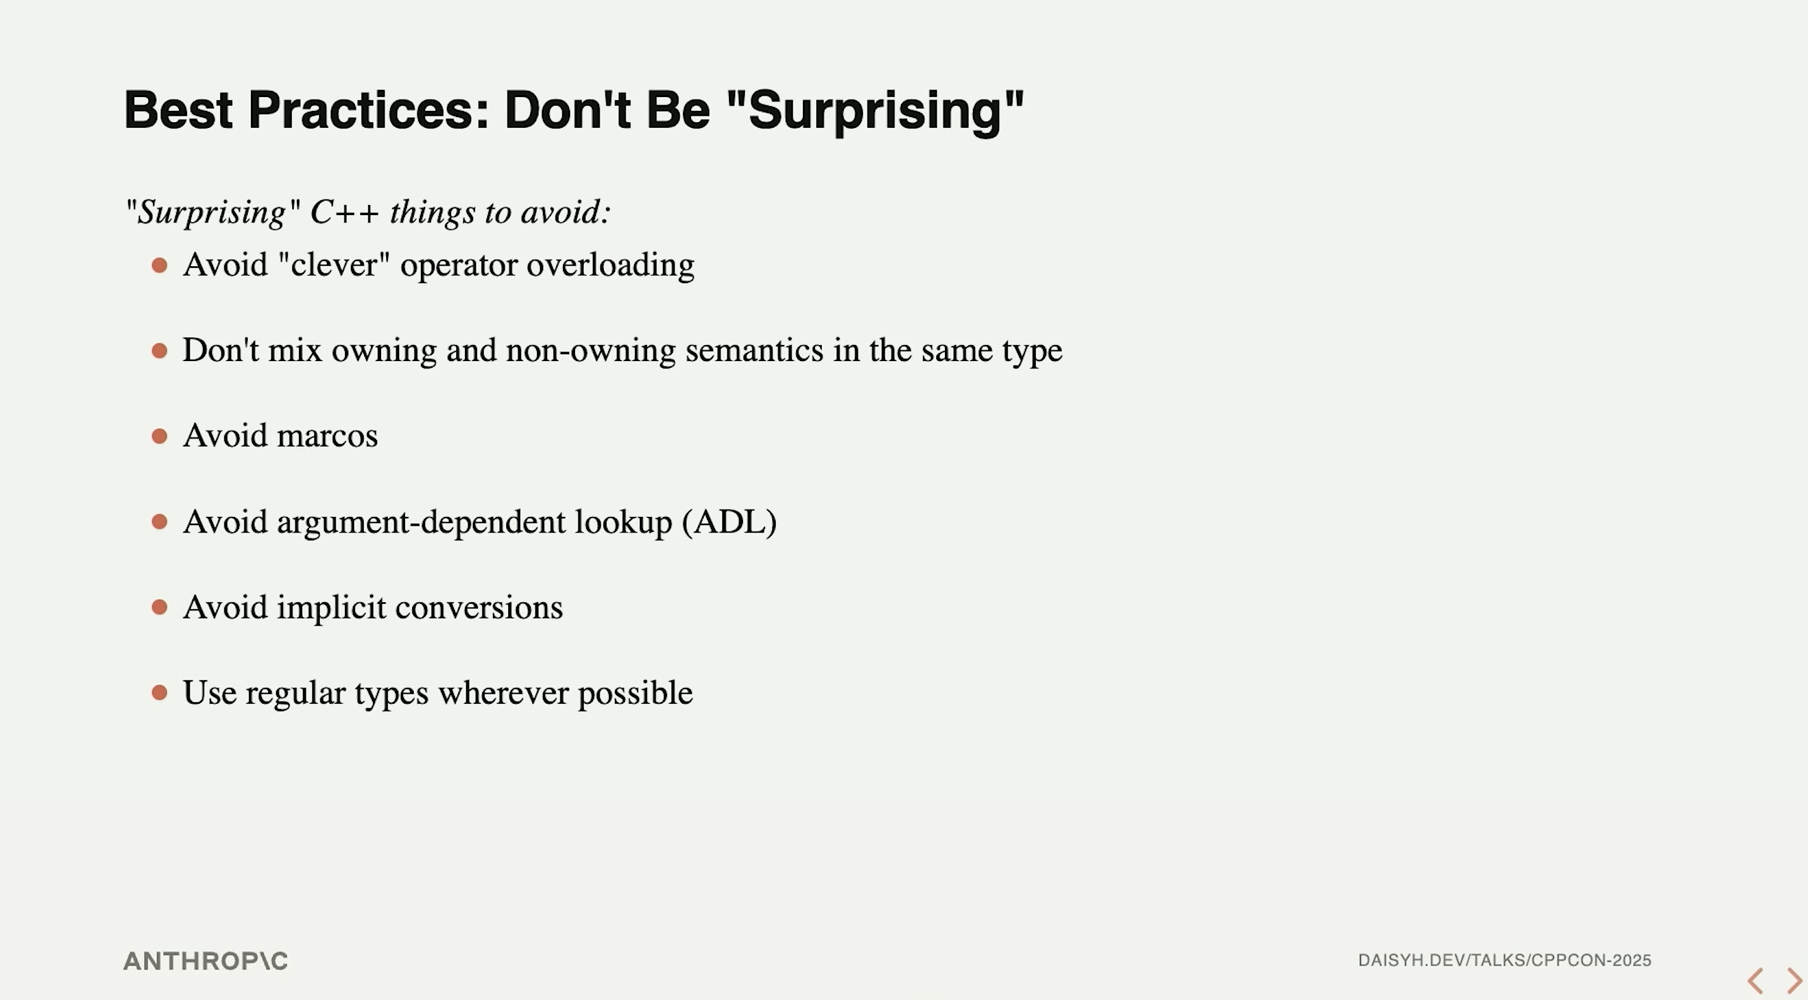 Best Practices: Don't Be "Surprising"
"Surprising" C++ things to avoid:
Avoid "clever" operator overloading
Don't mix owning and non-owning semantics in the same type
Avoid marcos
Avoid argument-dependent lookup (ADL)
Avoid implicit conversions
Use regular types wherever possible
ANTHROP\C
DAISYH.DEV/TALKS/CPPCON-2025